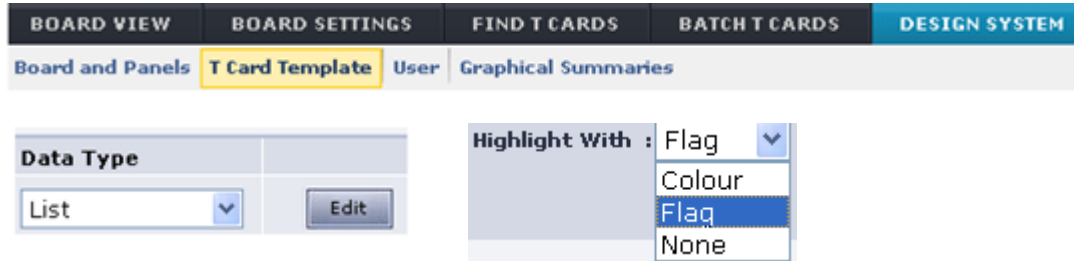 BOARD VIEW BOARD SETTINGS FIND T CARDS BATCH T CARDS DESIGN SYSTEM
Board and Panels T Card Template User Graphical Summaries
Data Type
List Edit
Highlight With : Flag
Colour
Flag
None